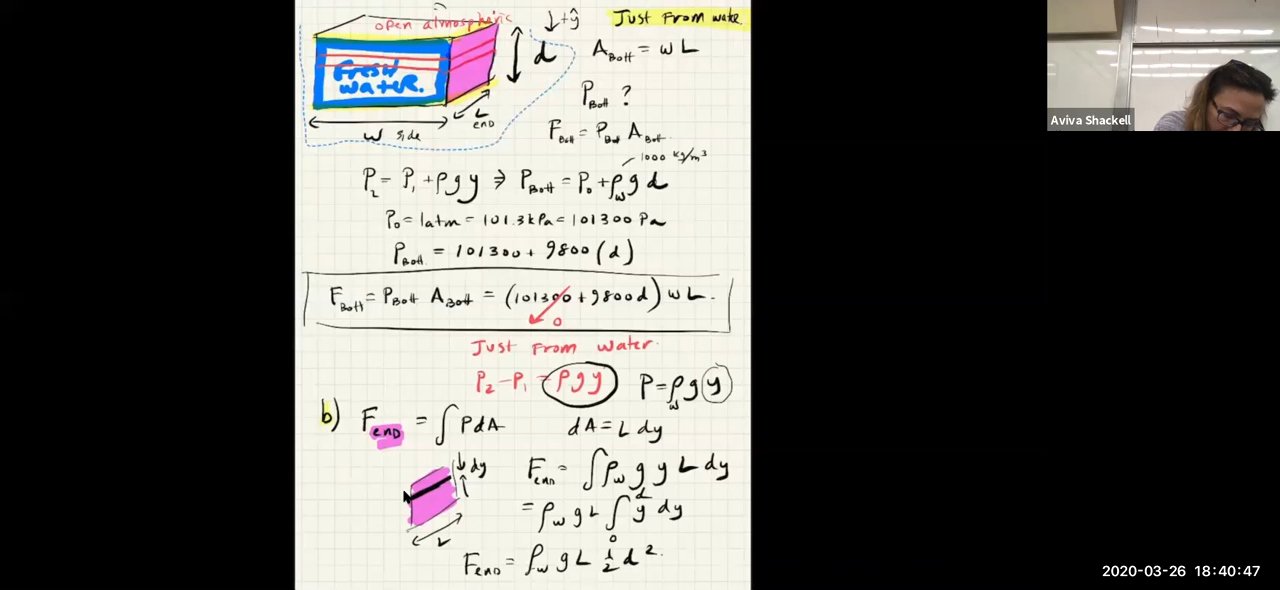 open atmospheric
↓+ŷ
Just From water
Fresh
water.
d
L
END
W side
A_Bott = w L
P_Bott ?
F_Bott = P_Bott A_Bott
1000 kg/m³
P₂ = P₁ + ρgy ⇒ P_Bott = P₀ + ρ_w g d
P₀ = 1atm = 101.3kPa = 101300 Pa
P_Bott. = 101300 + 9800 (d)
F_Bott = P_Bott A_Bott = (101300 + 9800d) w L.
0
Just From water.
P₂ - P₁ = ρgy P = ρ_w g y
b) F_END = ∫ P dA dA = L dy
dy
L
F_END = ∫ ρ_w g y L dy
= ρ_w g L ∫₀^d y dy
F_END = ρ_w g L ½ d².
Aviva Shackell
2020-03-26 18:40:47